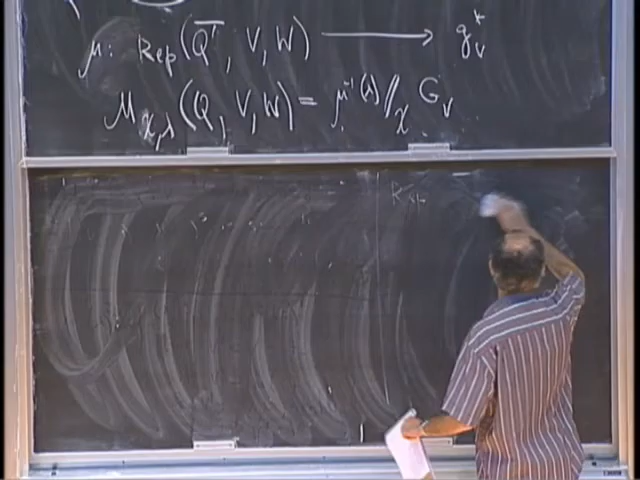 μ: Rep(Q̅, V, W) ⟶ g_V^*
M_{χ,λ}(Q, V, W) = μ^{-1}(λ) //_χ G_V